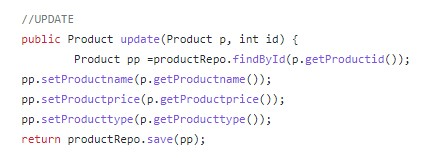 //UPDATE
public Product update(Product p, int id) {
Product pp =productRepo.findById(p.getProductid());
pp.setProductname(p.getProductname());
pp.setProductprice(p.getProductprice());
pp.setProducttype(p.getProducttype());
return productRepo.save(pp);